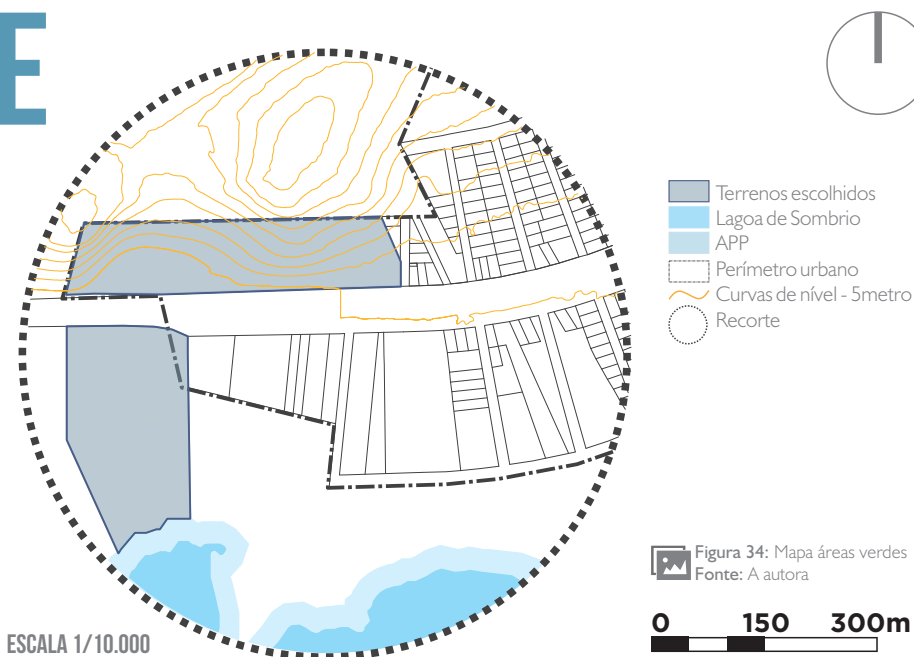 E
Terrenos escolhidos
Lagoa de Sombrio
APP
Perímetro urbano
Curvas de nível - 5metro
Recorte
Figura 34: Mapa áreas verdes
Fonte: A autora
0 150 300m
ESCALA 1/10.000